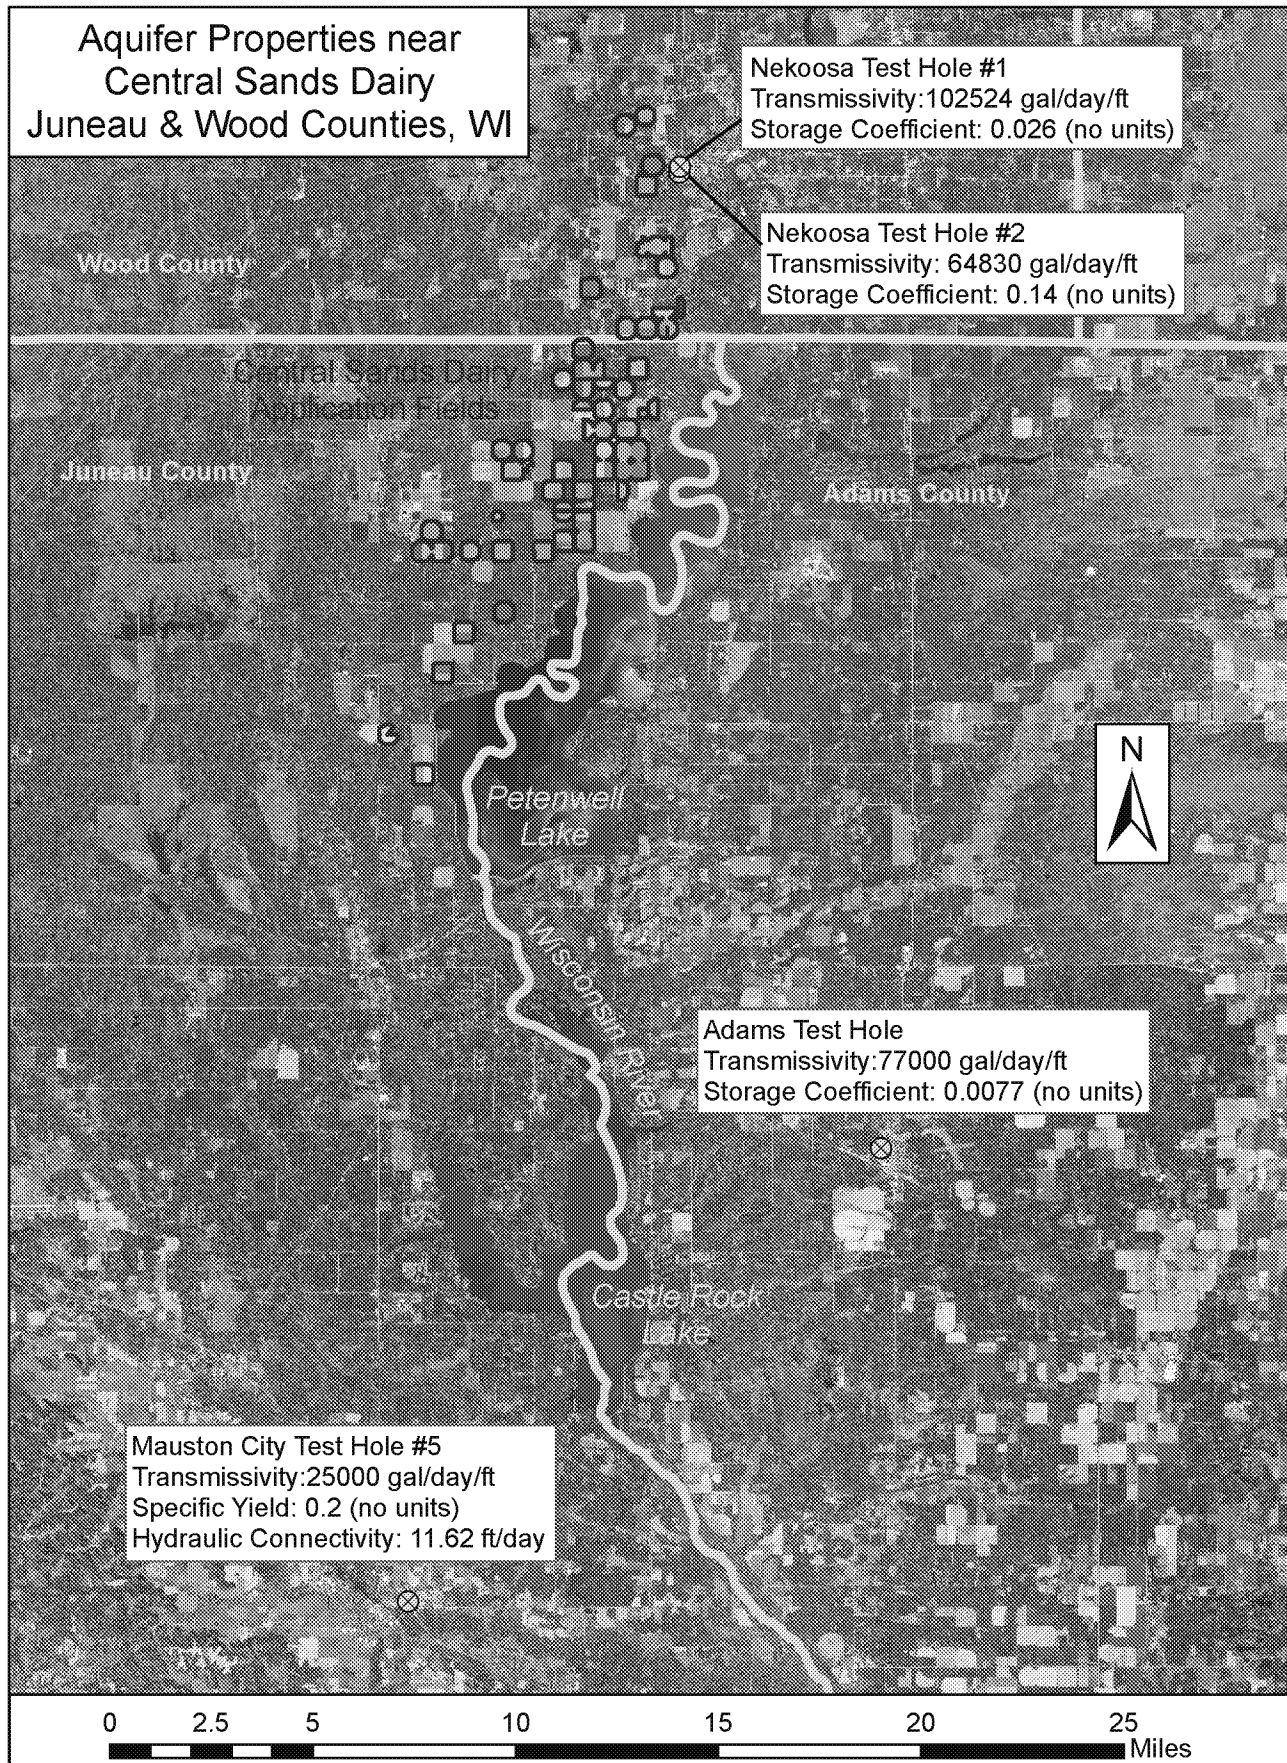 Aquifer Properties near
Central Sands Dairy
Juneau & Wood Counties, WI
Nekoosa Test Hole #1
Transmissivity:102524 gal/day/ft
Storage Coefficient: 0.026 (no units)
Nekoosa Test Hole #2
Transmissivity: 64830 gal/day/ft
Storage Coefficient: 0.14 (no units)
Wood County
Central Sands Dairy
Application Fields
Juneau County
Adams County
N
Petenwell
Lake
Wisconsin River
Adams Test Hole
Transmissivity:77000 gal/day/ft
Storage Coefficient: 0.0077 (no units)
Castle Rock
Lake
Mauston City Test Hole #5
Transmissivity:25000 gal/day/ft
Specific Yield: 0.2 (no units)
Hydraulic Connectivity: 11.62 ft/day
0 2.5 5 10 15 20 25
Miles